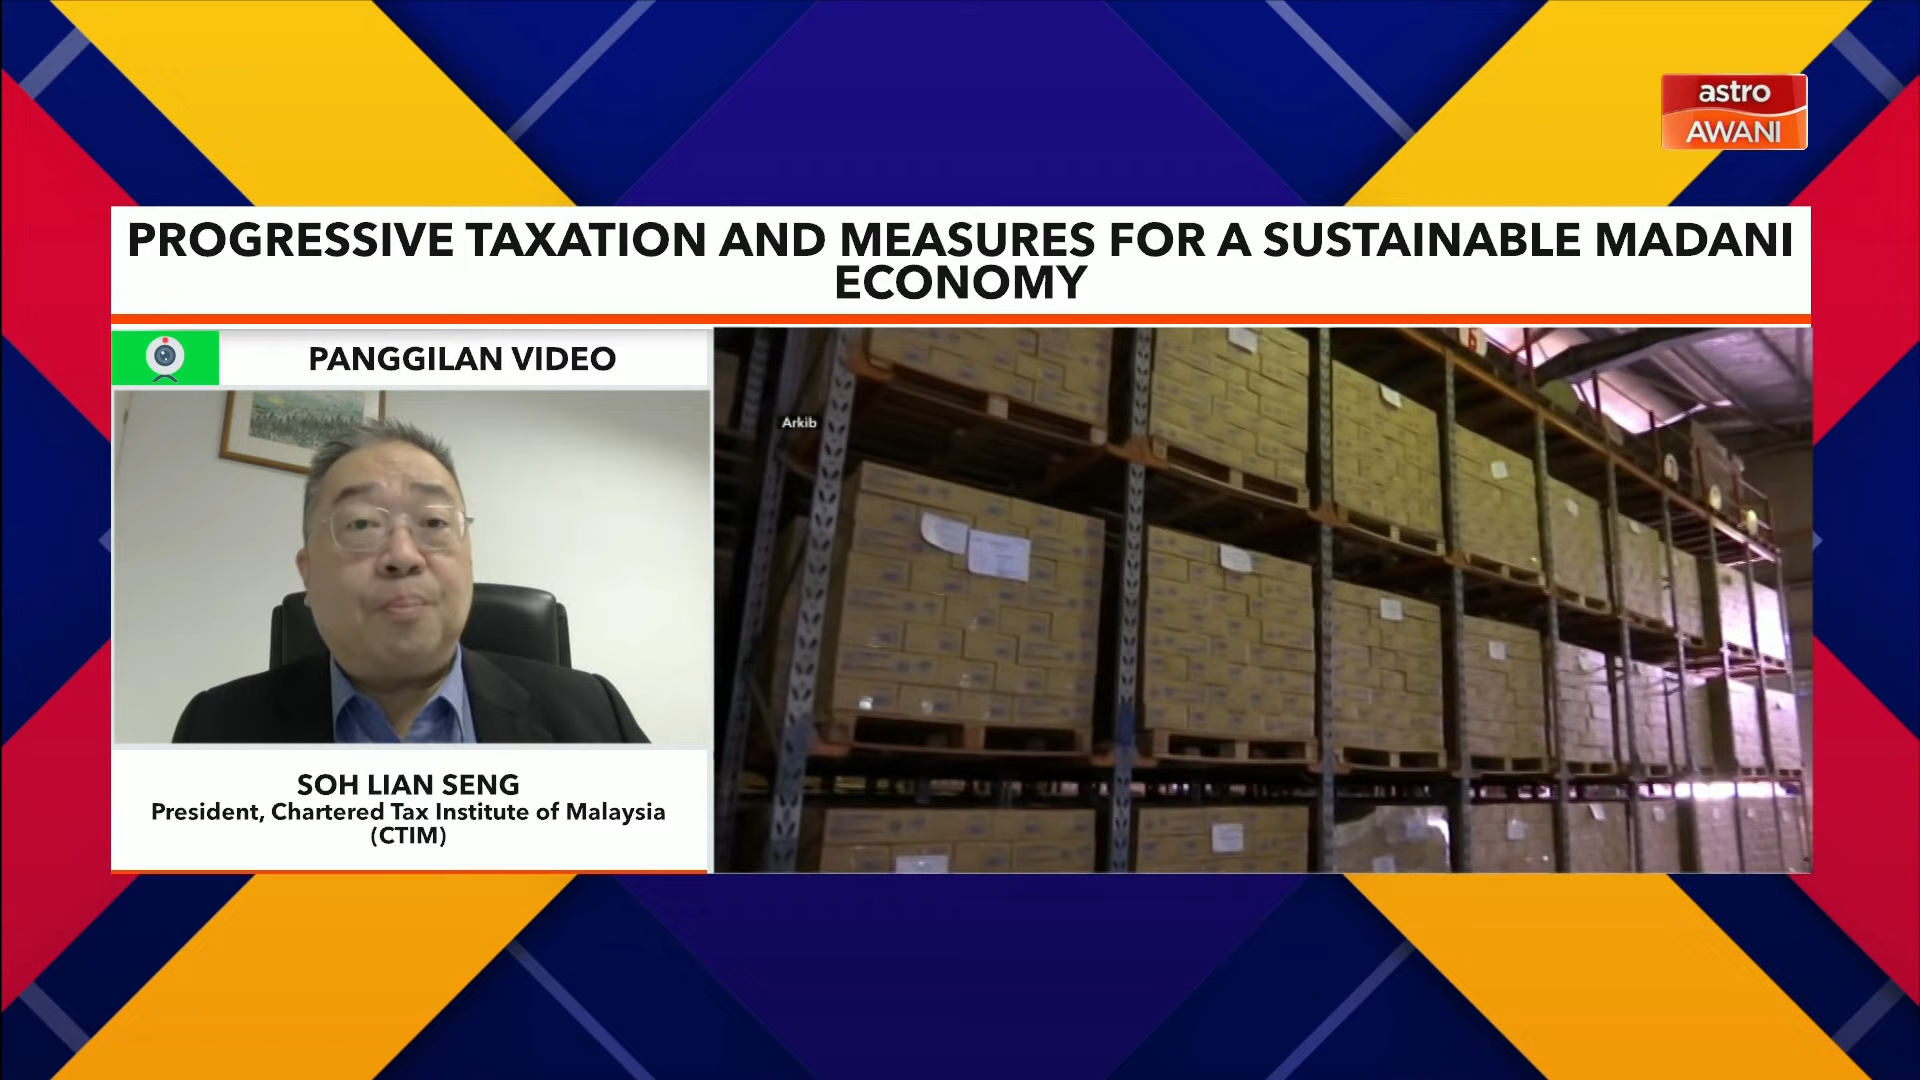 astro
AWANI
PROGRESSIVE TAXATION AND MEASURES FOR A SUSTAINABLE MADANI
ECONOMY
PANGGILAN VIDEO
Arkib
SOH LIAN SENG
President, Chartered Tax Institute of Malaysia
(CTIM)